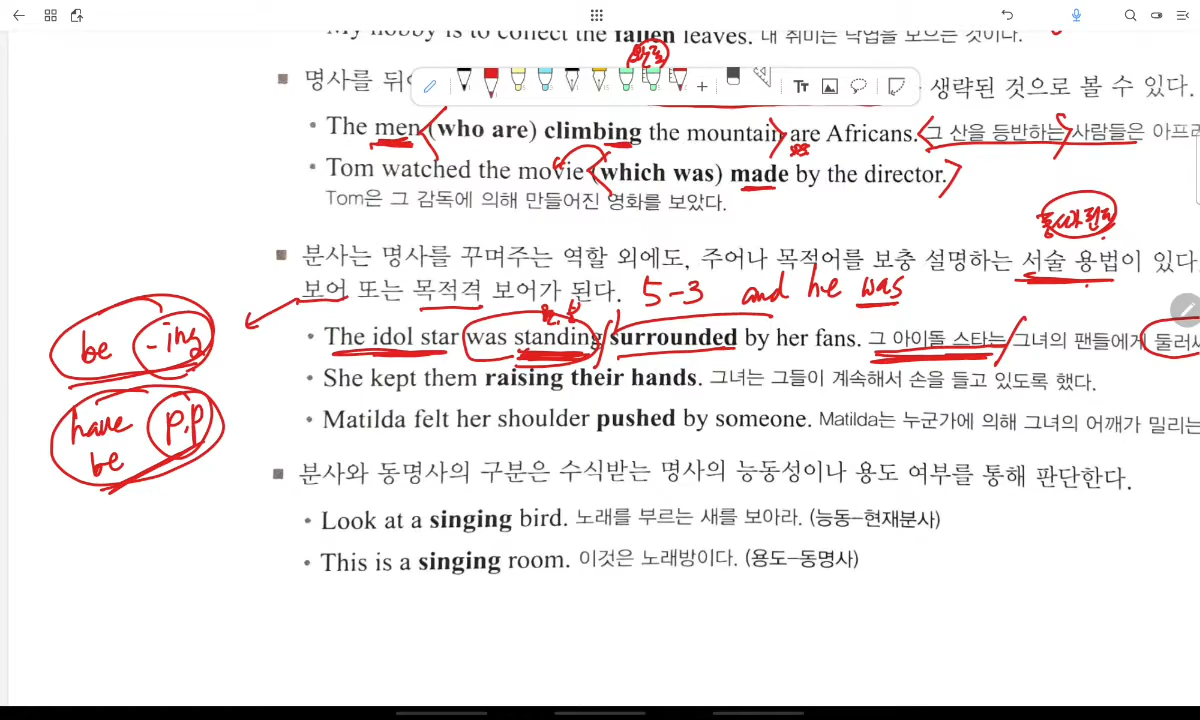 My hobby is to collect the fallen leaves. 내 취미는 낙엽을 모으는 것이다.
명사를 뒤에 생략된 것으로 볼 수 있다.
• The men (who are) climbing the mountain are Africans. 그 산을 등반하는 사람들은 아프리
• Tom watched the movie (which was) made by the director.
Tom은 그 감독에 의해 만들어진 영화를 보았다.
분사는 명사를 꾸며주는 역할 외에도, 주어나 목적어를 보충 설명하는 서술 용법이 있다.
보어 또는 목적격 보어가 된다. 5-3 and he was
be -ing
• The idol star was standing surrounded by her fans. 그 아이돌 스타는 그녀의 팬들에게 둘러싸
• She kept them raising their hands. 그녀는 그들이 계속해서 손을 들고 있도록 했다.
have p.p
be
• Matilda felt her shoulder pushed by someone. Matilda는 누군가에 의해 그녀의 어깨가 밀리는
분사와 동명사의 구분은 수식받는 명사의 능동성이나 용도 여부를 통해 판단한다.
• Look at a singing bird. 노래를 부르는 새를 보아라. (능동–현재분사)
• This is a singing room. 이것은 노래방이다. (용도–동명사)